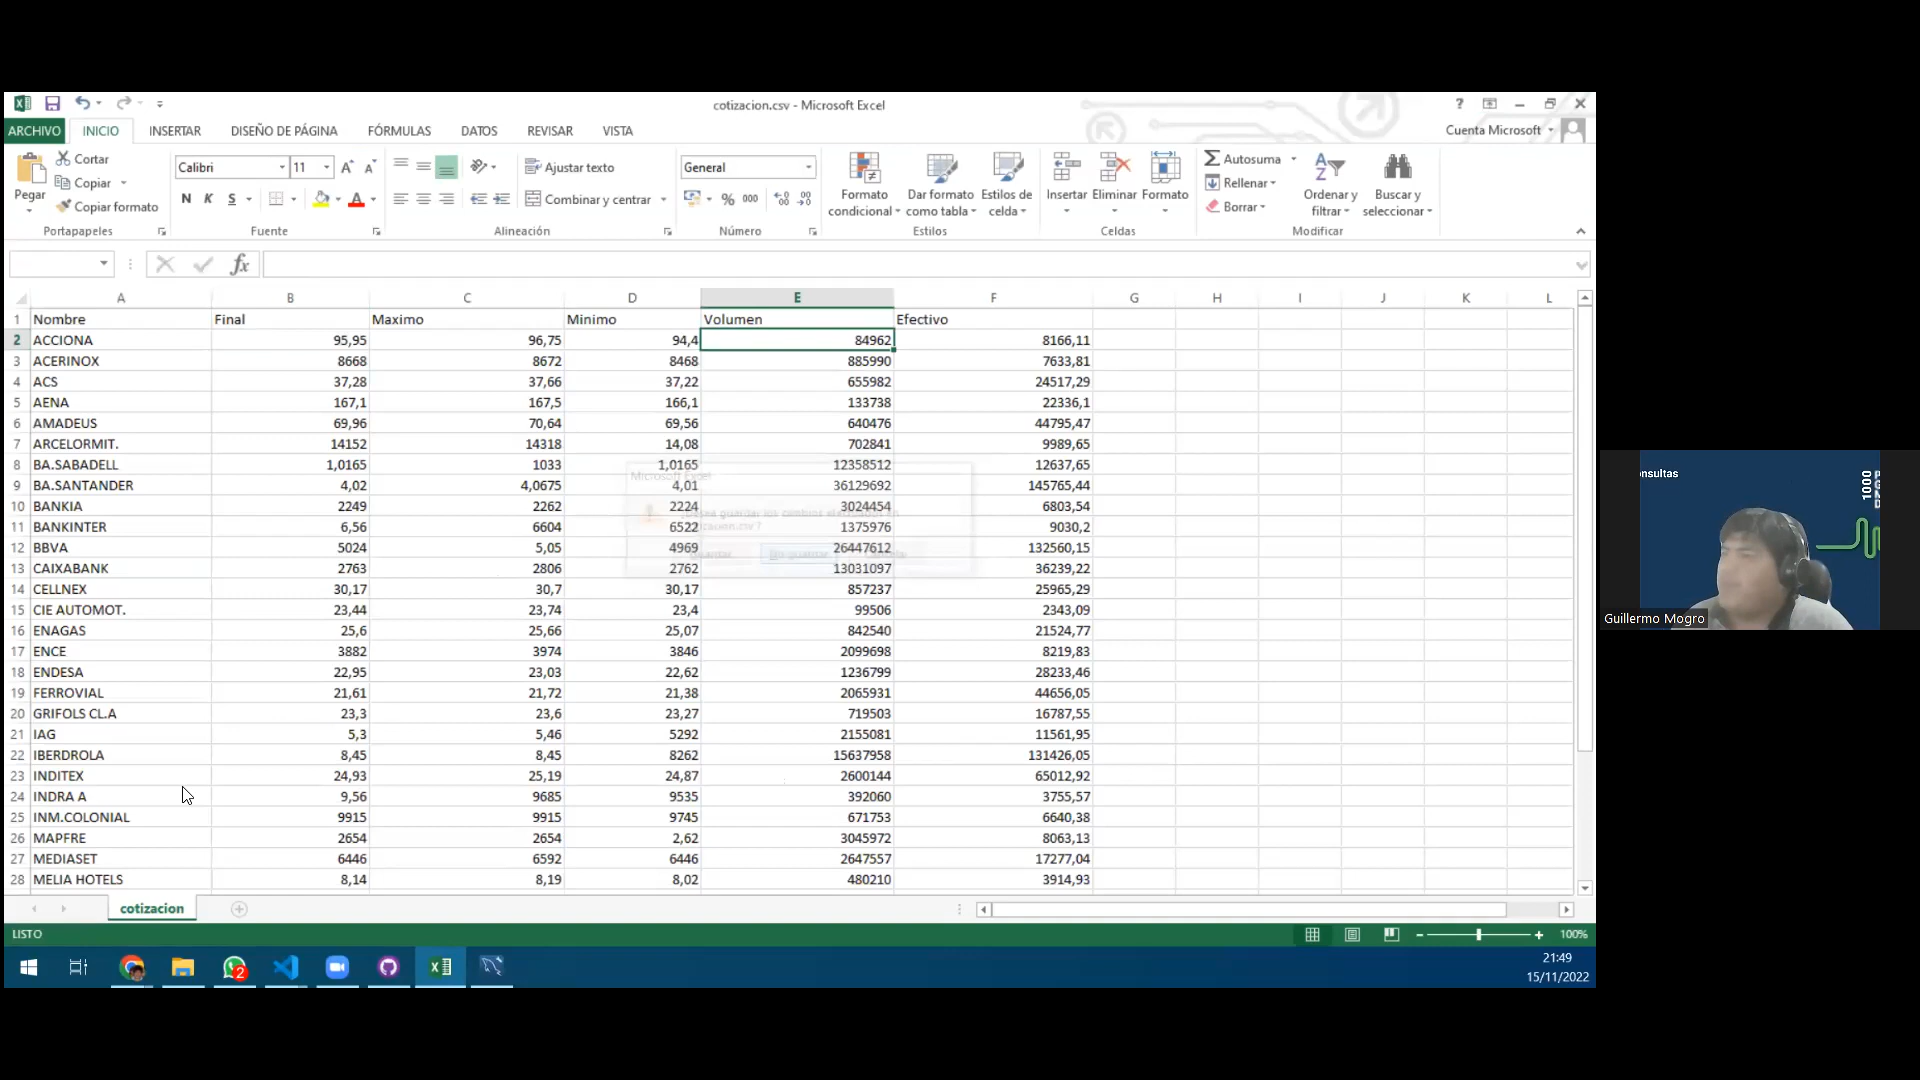 cotizacion.csv - Microsoft Excel
ARCHIVO INICIO INSERTAR DISEÑO DE PÁGINA FÓRMULAS DATOS REVISAR VISTA Cuenta Microsoft
Pegar Cortar Copiar Copiar formato Portapapeles
Calibri 11 N K S Fuente
Ajustar texto Combinar y centrar Alineación
General % 000 Número
Formato condicional Dar formato como tabla Estilos de celda Estilos
Insertar Eliminar Formato Celdas
Autosuma Rellenar Borrar Ordenar y filtrar Buscar y seleccionar Modificar
fx
A B C D E F G H I J K L
1 Nombre Final Maximo Minimo Volumen Efectivo
2 ACCIONA 95,95 96,75 94,4 84962 8166,11
3 ACERINOX 8668 8672 8468 885990 7633,81
4 ACS 37,28 37,66 37,22 655982 24517,29
5 AENA 167,1 167,5 166,1 133738 22336,1
6 AMADEUS 69,96 70,64 69,56 640476 44795,47
7 ARCELORMIT. 14152 14318 14,08 702841 9989,65
8 BA.SABADELL 1,0165 1033 1,0165 12358512 12637,65
9 BA.SANTANDER 4,02 4,0675 4,01 36129692 145765,44
10 BANKIA 2249 2262 2224 3024454 6803,54
11 BANKINTER 6,56 6604 6522 1375976 9030,2
12 BBVA 5024 5,05 4969 26447612 132560,15
13 CAIXABANK 2763 2806 2762 13031097 36239,22
14 CELLNEX 30,17 30,7 30,17 857237 25965,29
15 CIE AUTOMOT. 23,44 23,74 23,4 99506 2343,09
16 ENAGAS 25,6 25,66 25,07 842540 21524,77
17 ENCE 3882 3974 3846 2099698 8219,83
18 ENDESA 22,95 23,03 22,62 1236799 28233,46
19 FERROVIAL 21,61 21,72 21,38 2065931 44656,05
20 GRIFOLS CL.A 23,3 23,6 23,27 719503 16787,55
21 IAG 5,3 5,46 5292 2155081 11561,95
22 IBERDROLA 8,45 8,45 8262 15637958 131426,05
23 INDITEX 24,93 25,19 24,87 2600144 65012,92
24 INDRA A 9,56 9685 9535 392060 3755,57
25 INM.COLONIAL 9915 9915 9745 671753 6640,38
26 MAPFRE 2654 2654 2,62 3045972 8063,13
27 MEDIASET 6446 6592 6446 2647557 17277,04
28 MELIA HOTELS 8,14 8,19 8,02 480210 3914,93
Microsoft Excel
cotizacion
LISTO 100%
21:49
15/11/2022
nsultas
1000
Guillermo Mogro